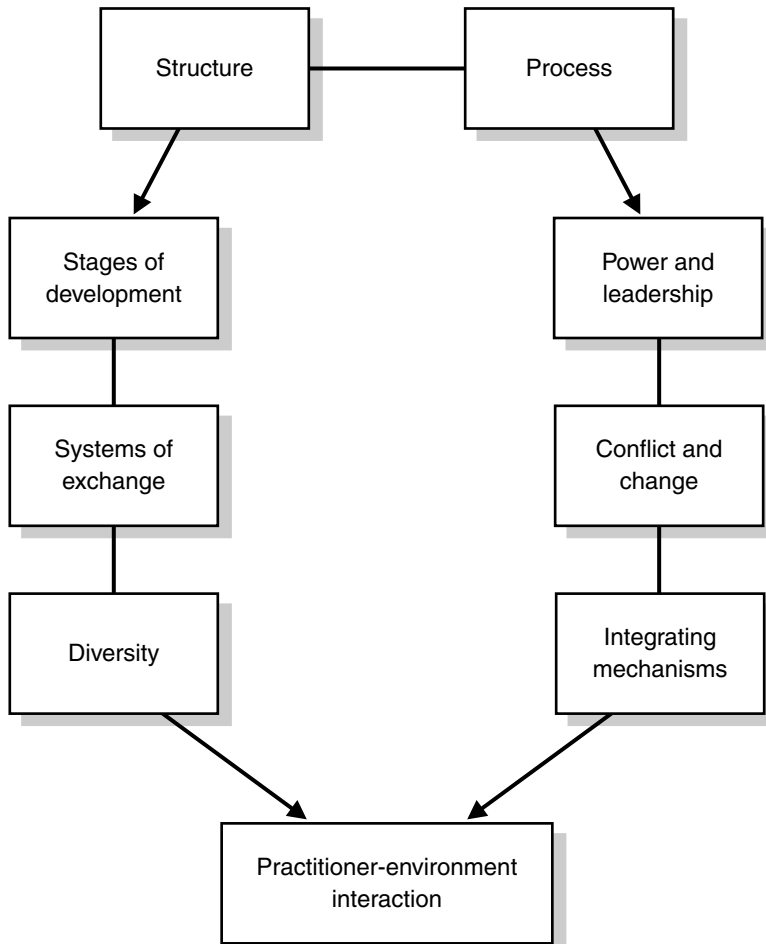 Structure
Process
Stages of
development
Power and
leadership
Systems of
exchange
Conflict and
change
Diversity
Integrating
mechanisms
Practitioner-environment
interaction